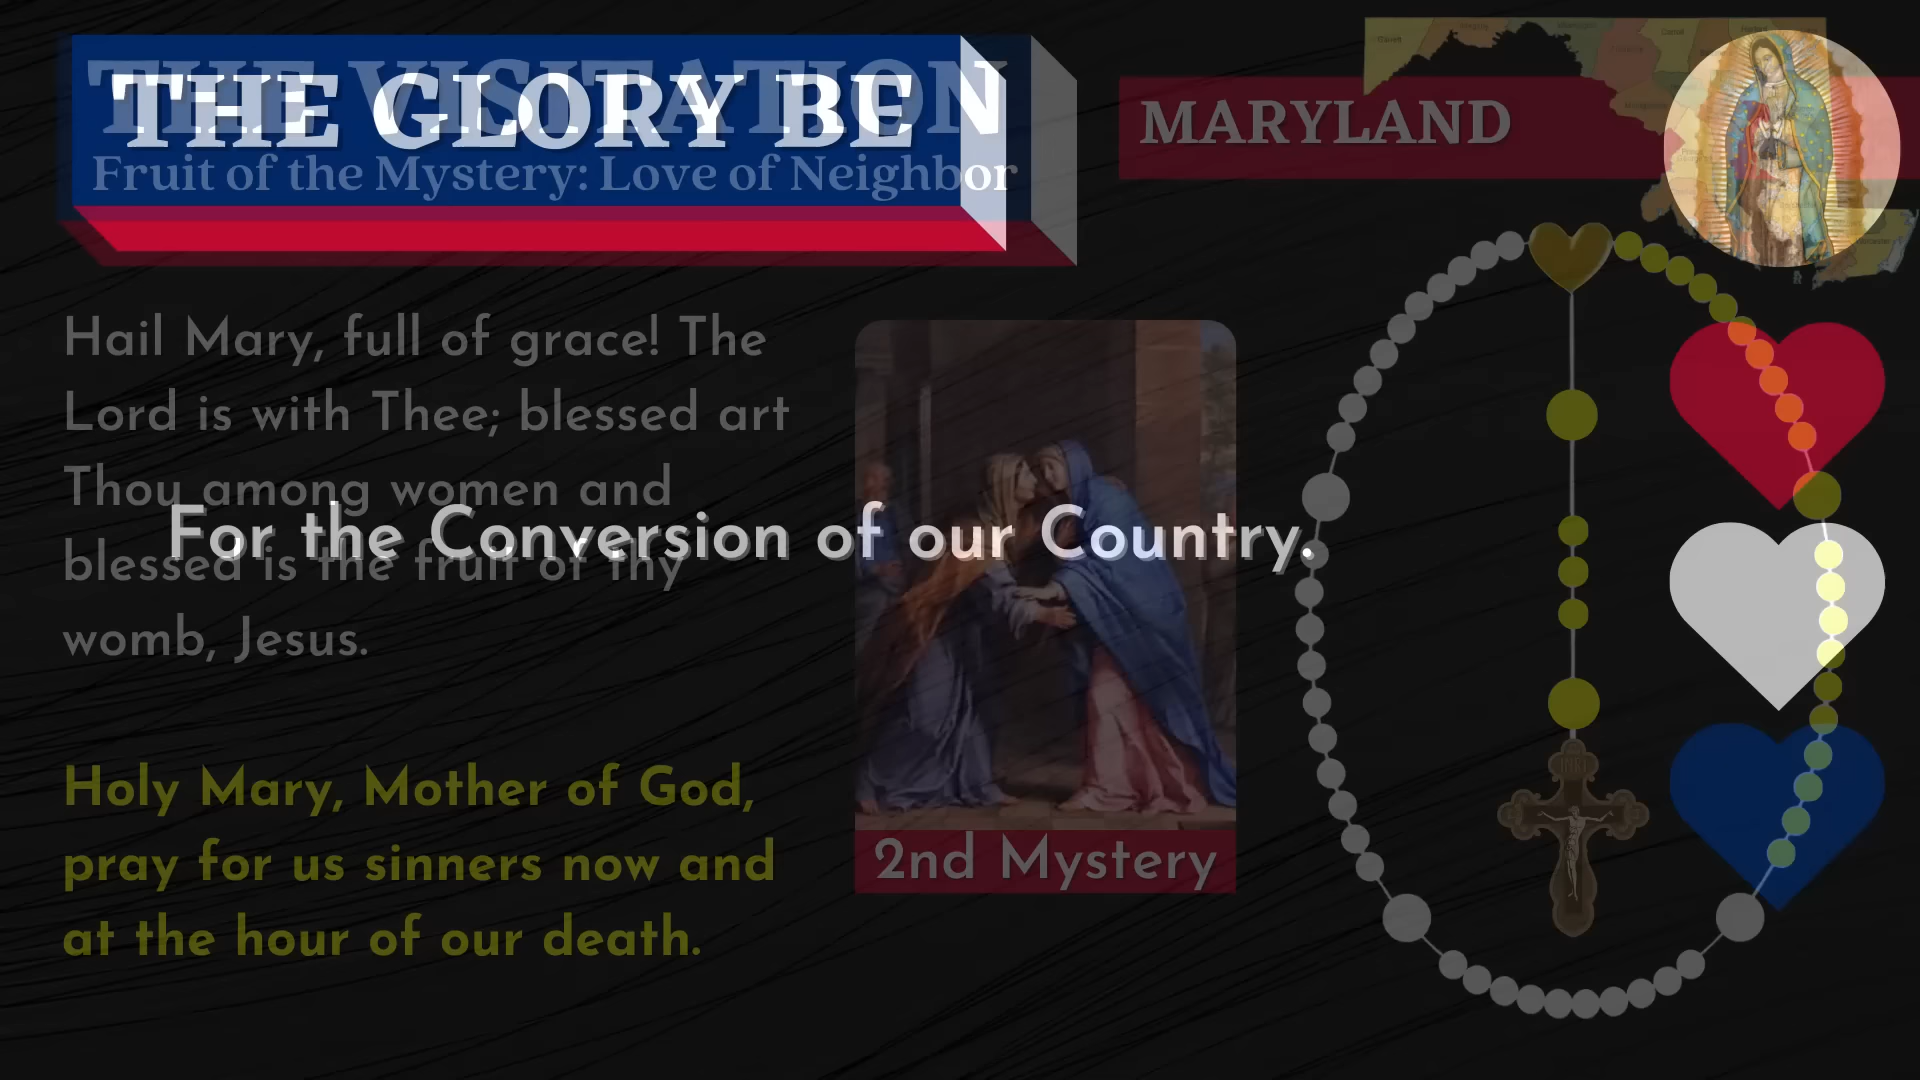 THE VISITATION
THE GLORY BE
Fruit of the Mystery: Love of Neighbor
MARYLAND
Hail Mary, full of grace! The
Lord is with Thee; blessed art
Thou among women and
blessed is the fruit of thy
womb, Jesus.
For the Conversion of our Country.
Holy Mary, Mother of God,
pray for us sinners now and
at the hour of our death.
2nd Mystery
INRI